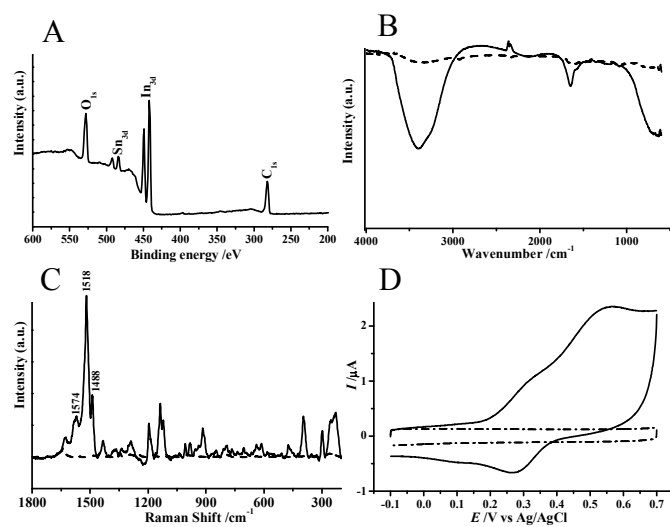 A
B
Intensity (a.u.)
O1s
Sn3d
In3d
C1s
600 550 500 450 400 350 300 250 200
Binding energy /eV
Intensity (a.u.)
4000 3000 2000 1000
Wavenumber /cm-1
C
D
Intensity (a.u.)
1574
1518
1488
1800 1500 1200 900 600 300
Raman Shift /cm-1
I /μA
2
1
0
-1
-0.1 0.0 0.1 0.2 0.3 0.4 0.5 0.6 0.7
E /V vs Ag/AgCl